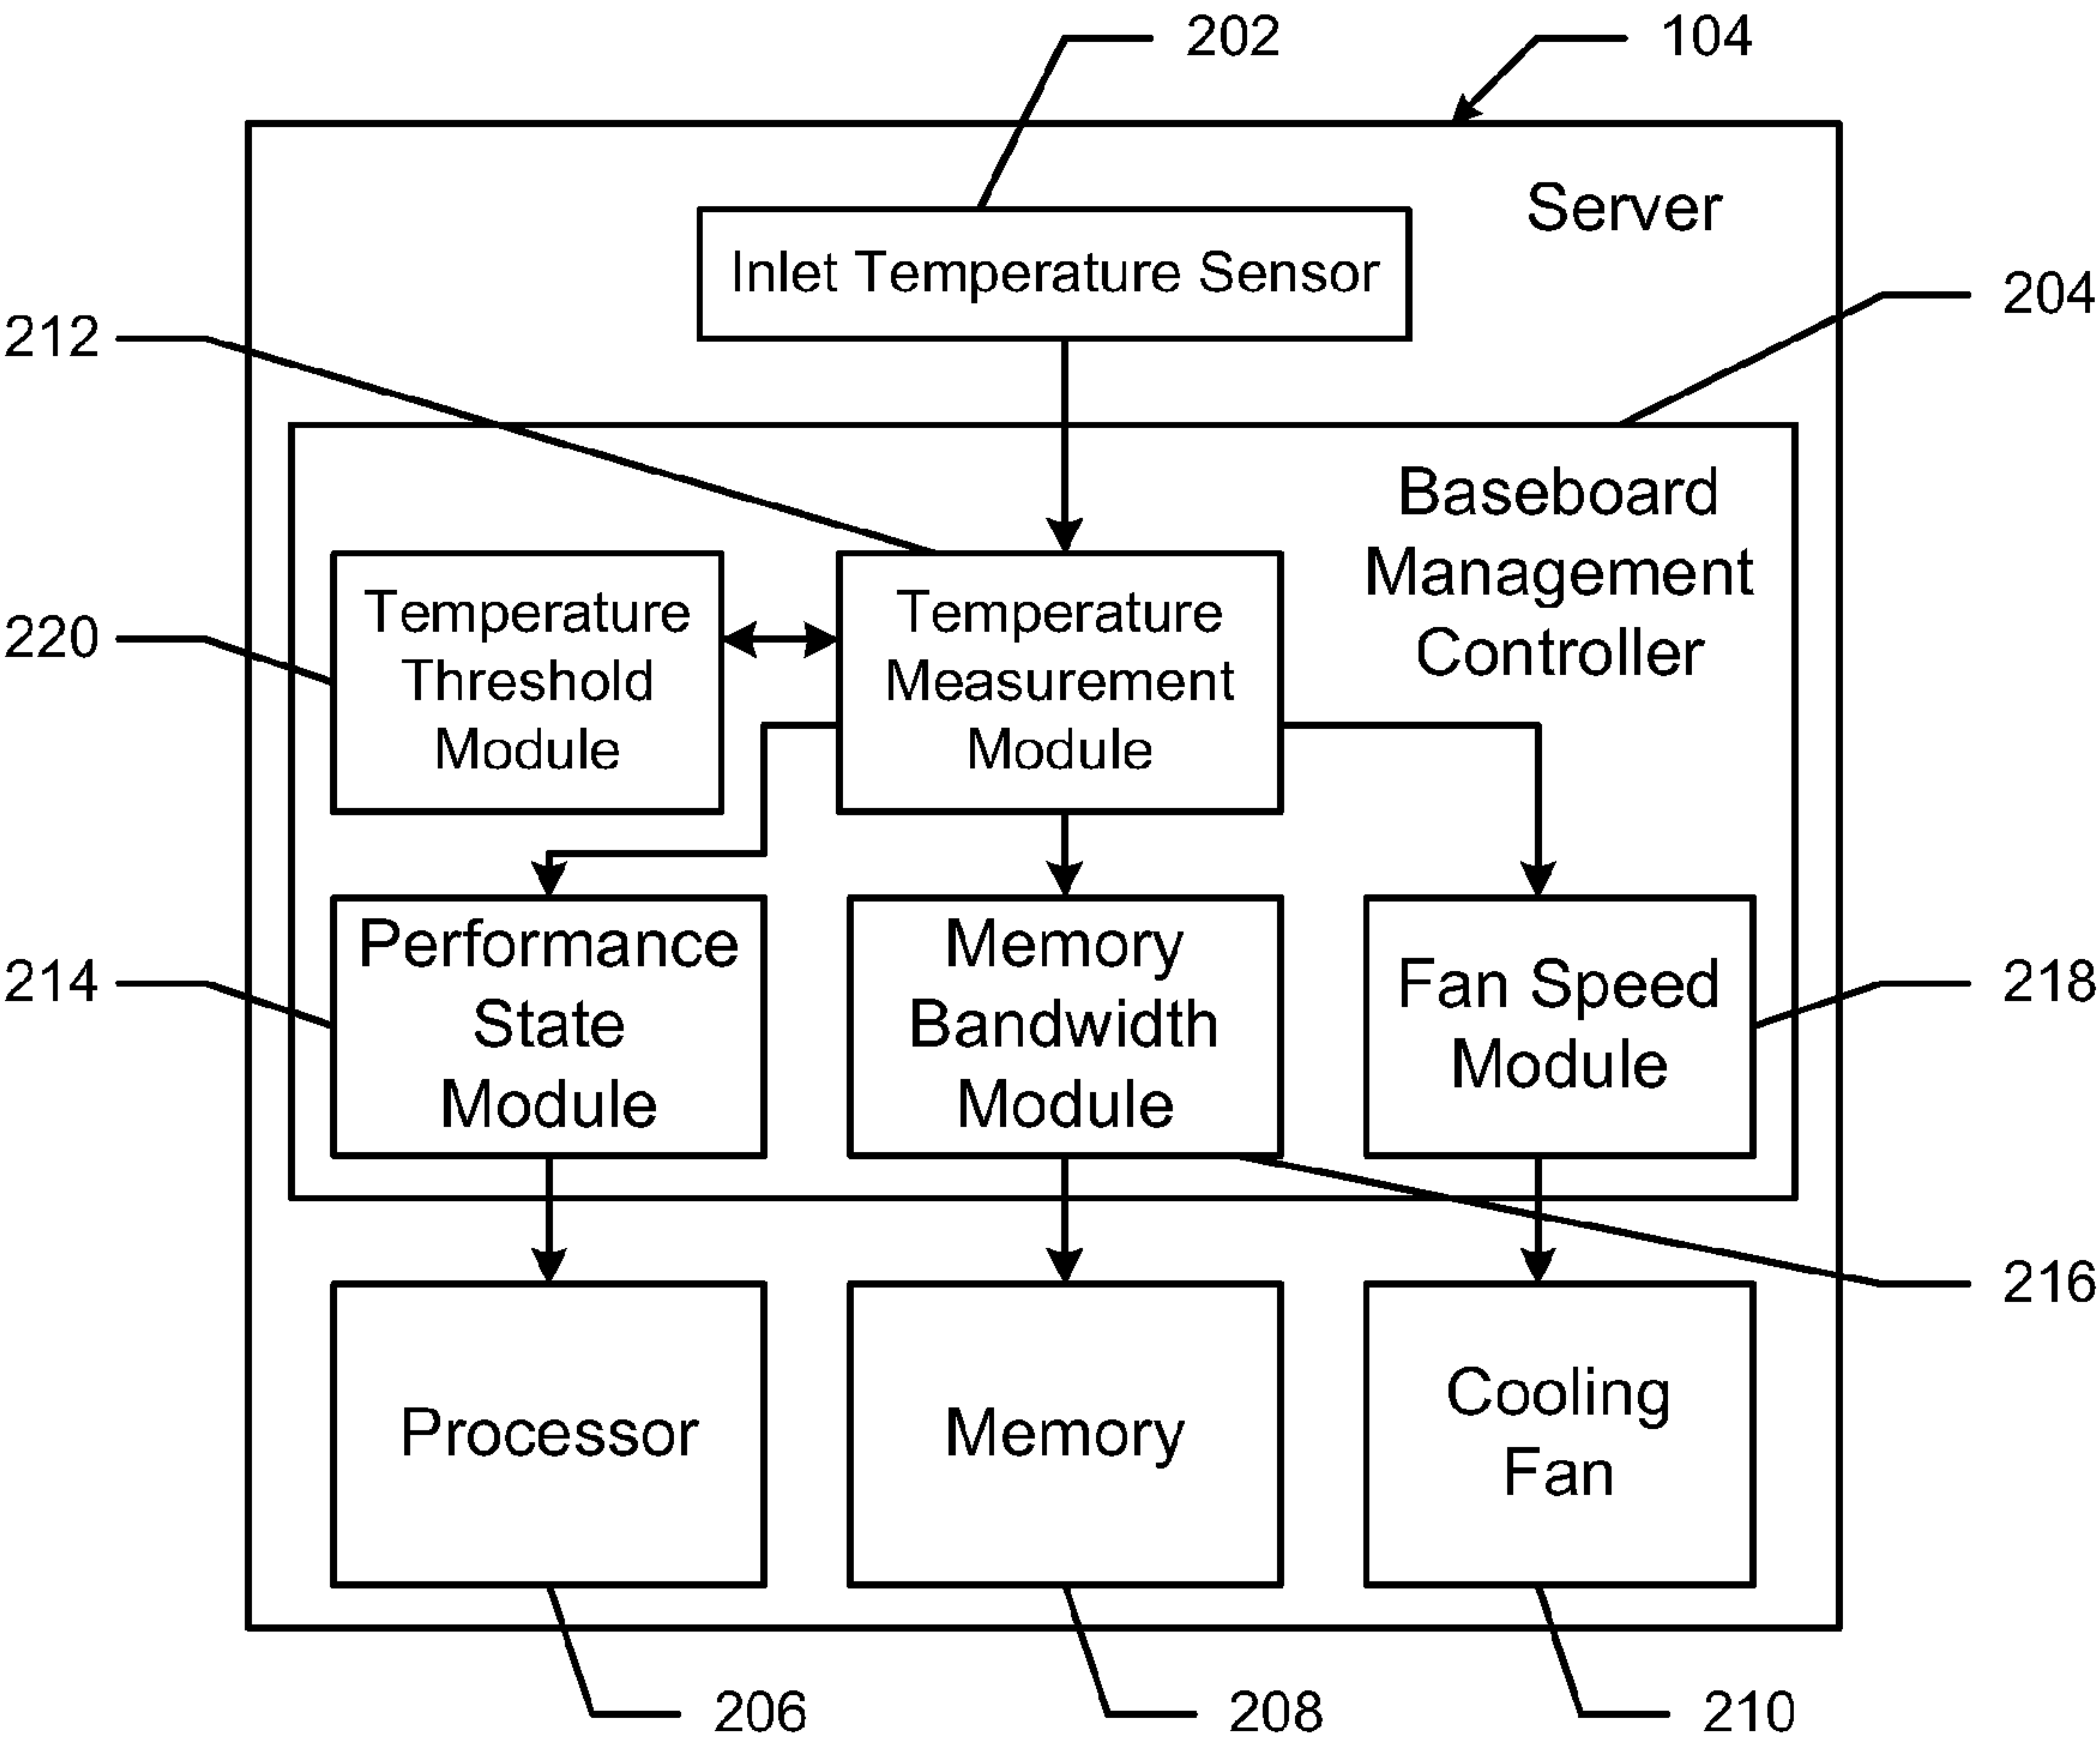 202
104
Server
Inlet Temperature Sensor
204
212
Baseboard
Management
Controller
Temperature
Threshold
Module
Temperature
Measurement
Module
220
Performance
State
Module
Memory
Bandwidth
Module
Fan Speed
Module
214
218
216
Processor
Memory
Cooling
Fan
206
208
210